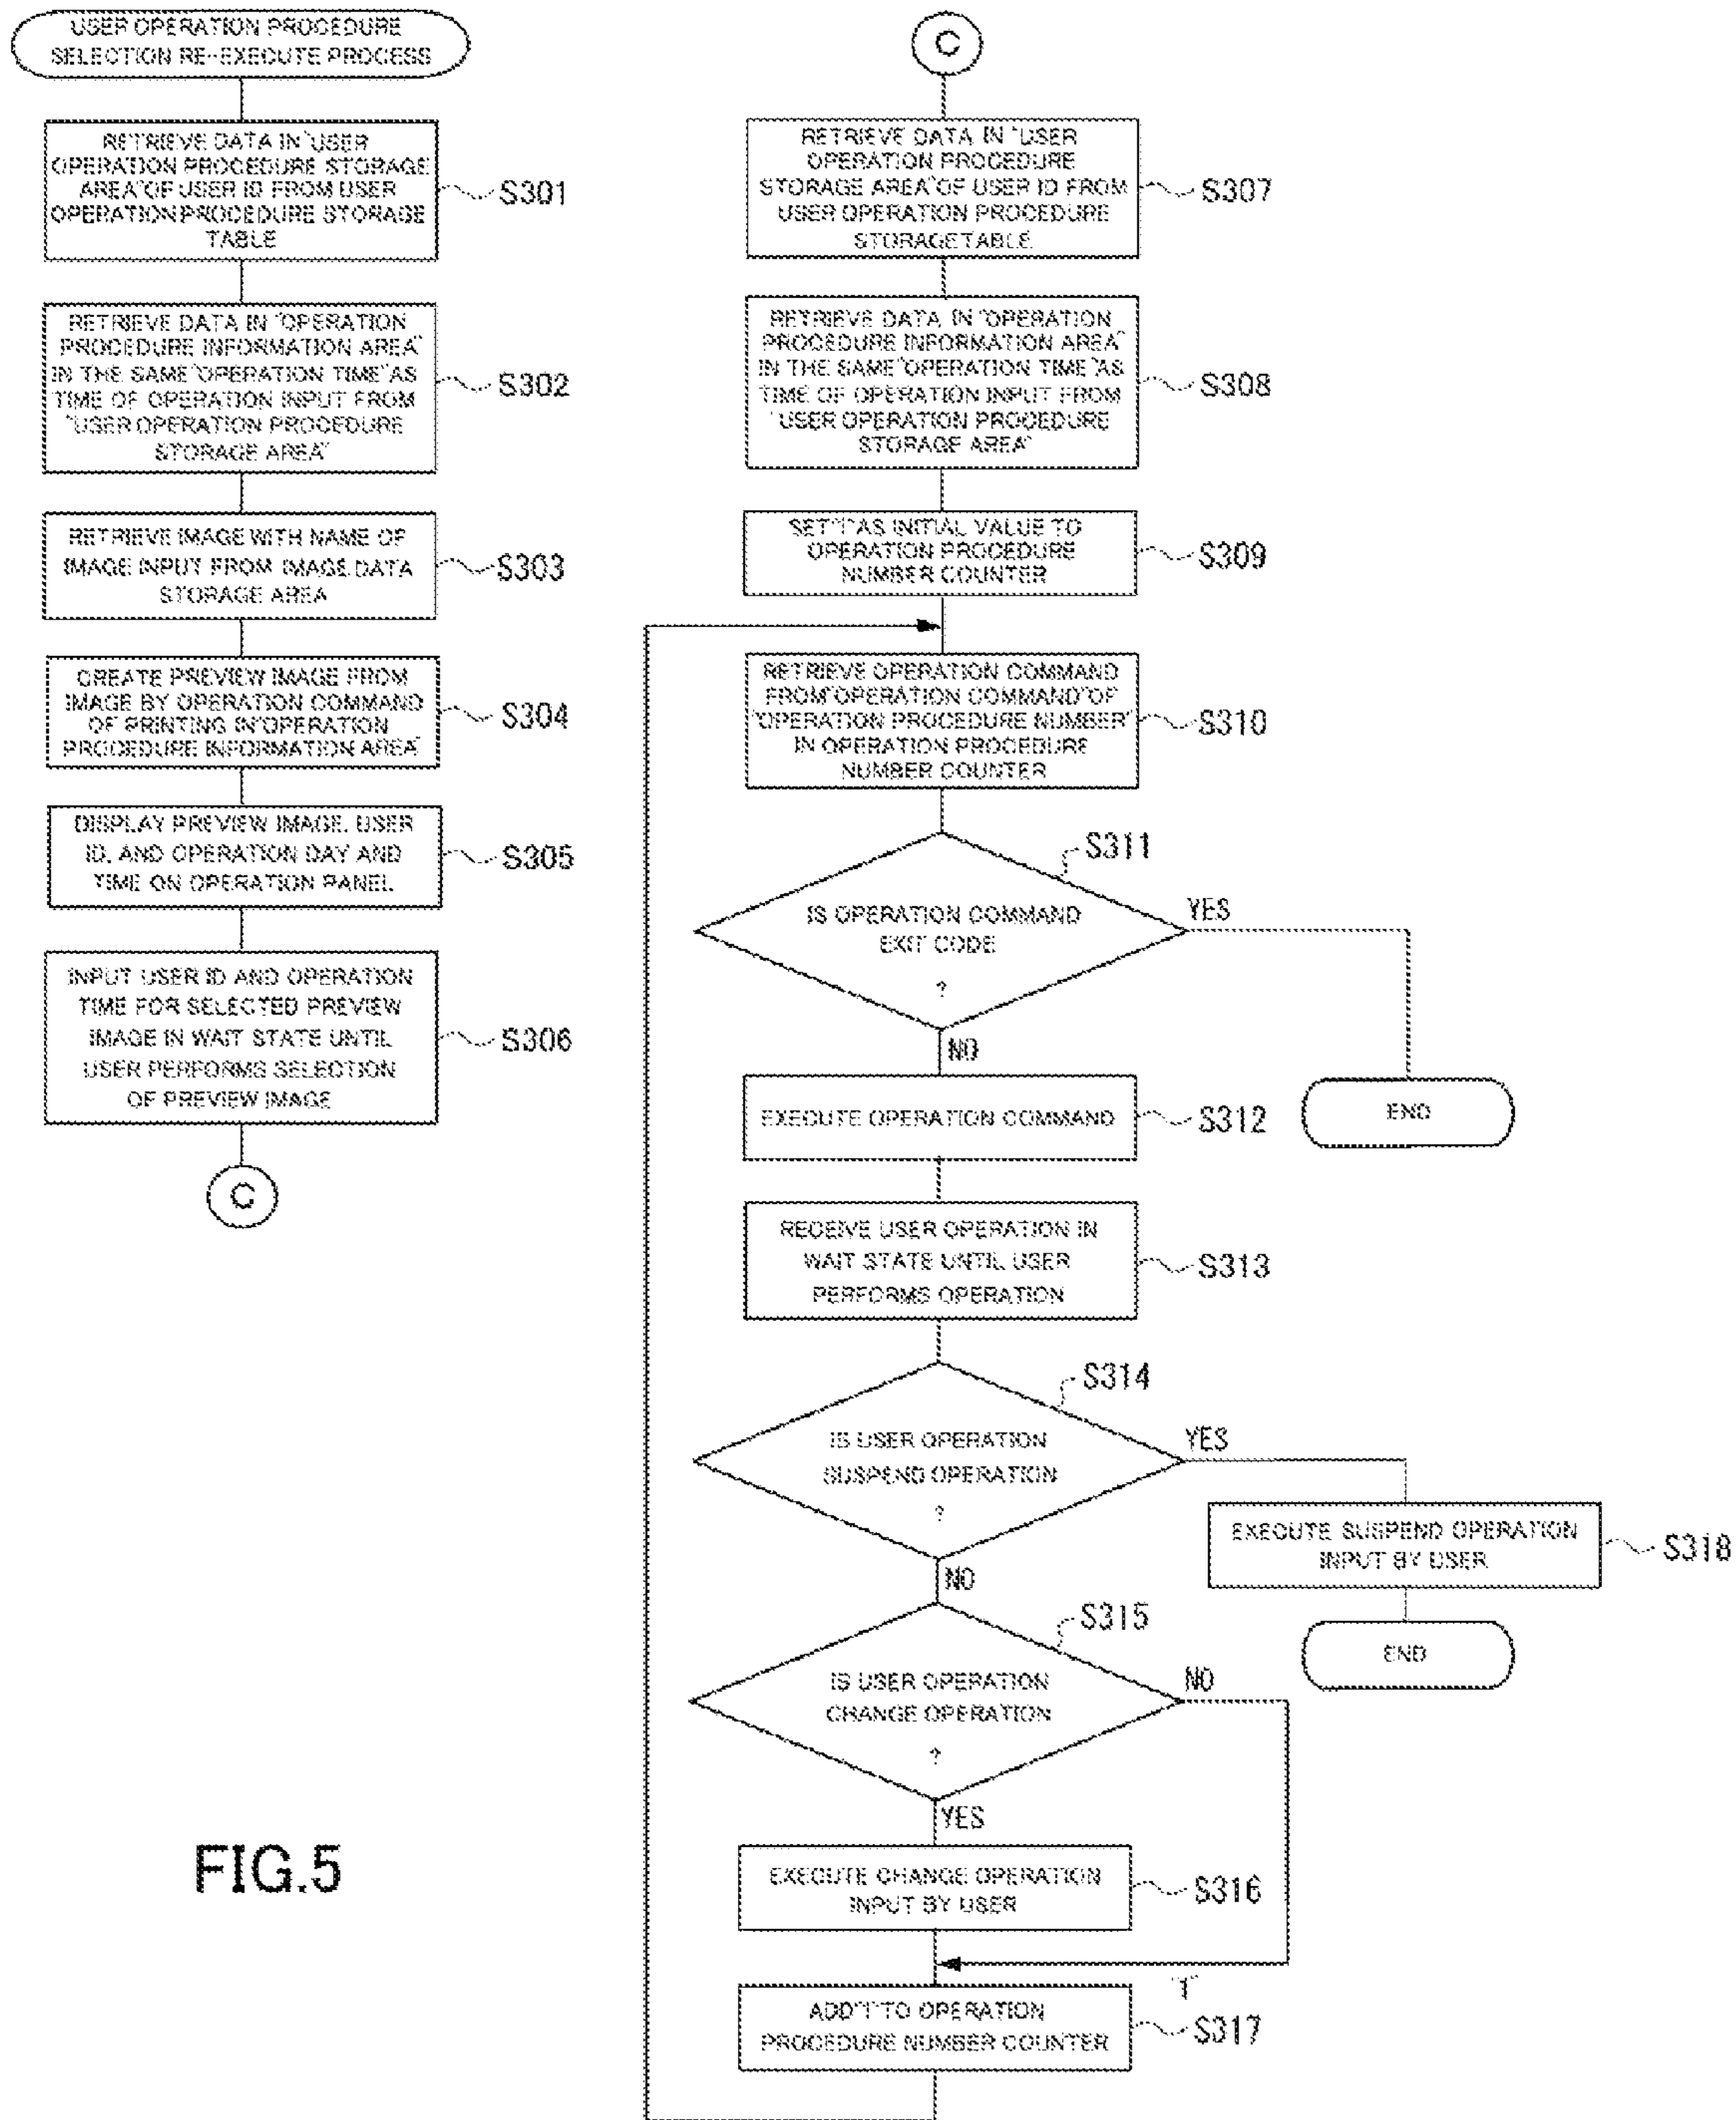 USER OPERATION PROCEDURE
SELECTION RE-EXECUTE PROCESS
RETRIEVE DATA IN "USER
OPERATION PROCEDURE STORAGE
AREA" OF USER ID FROM USER
OPERATION PROCEDURE STORAGE
TABLE
S301
RETRIEVE DATA IN "OPERATION
PROCEDURE INFORMATION AREA"
IN THE SAME "OPERATION TIME" AS
TIME OF OPERATION INPUT FROM
"USER OPERATION PROCEDURE
STORAGE AREA"
S302
RETRIEVE IMAGE WITH NAME OF
IMAGE INPUT FROM IMAGE DATA
STORAGE AREA
S303
CREATE PREVIEW IMAGE FROM
IMAGE BY OPERATION COMMAND
OF PRINTING IN "OPERATION
PROCEDURE INFORMATION AREA"
S304
DISPLAY PREVIEW IMAGE, USER
ID, AND OPERATION DAY AND
TIME ON OPERATION PANEL
S305
INPUT USER ID AND OPERATION
TIME FOR SELECTED PREVIEW
IMAGE IN WAIT STATE UNTIL
USER PERFORMS SELECTION
OF PREVIEW IMAGE
S306
C
C
RETRIEVE DATA IN "USER
OPERATION PROCEDURE
STORAGE AREA" OF USER ID FROM
USER OPERATION PROCEDURE
STORAGETABLE
S307
RETRIEVE DATA IN "OPERATION
PROCEDURE INFORMATION AREA"
IN THE SAME "OPERATION TIME" AS
TIME OF OPERATION INPUT FROM
"USER OPERATION PROCEDURE
STORAGE AREA"
S308
SET "1" AS INITIAL VALUE TO
OPERATION PROCEDURE
NUMBER COUNTER
S309
RETRIEVE OPERATION COMMAND
FROM "OPERATION COMMAND" OF
"OPERATION PROCEDURE NUMBER"
IN OPERATION PROCEDURE
NUMBER COUNTER
S310
S311
IS OPERATION COMMAND
EXIT CODE
?
YES
NO
END
EXECUTE OPERATION COMMAND
S312
RECEIVE USER OPERATION IN
WAIT STATE UNTIL USER
PERFORMS OPERATION
S313
S314
IS USER OPERATION
SUSPEND OPERATION
?
YES
NO
EXECUTE SUSPEND OPERATION
INPUT BY USER
S318
END
S315
IS USER OPERATION
CHANGE OPERATION
?
NO
YES
EXECUTE CHANGE OPERATION
INPUT BY USER
S316
"1"
ADD "1" TO OPERATION
PROCEDURE NUMBER COUNTER
S317
FIG.5